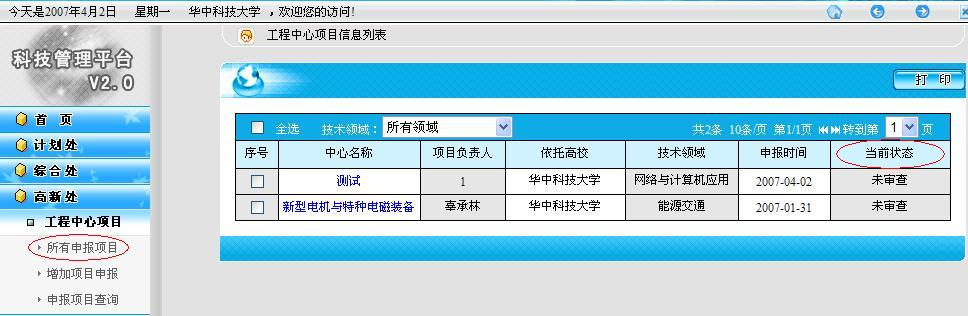 今天是2007年4月2日 星期一 华中科技大学，欢迎您的访问!
科技管理平台
V2.0
首 页
计划处
综合处
高新处
工程中心项目
所有申报项目
增加项目申报
申报项目查询
工程中心项目信息列表
打 印
全选 技术领域： 所有领域 共2条 10条/页 第1/1页 转到第 1 页
序号 中心名称 项目负责人 依托高校 技术领域 申报时间 当前状态
测试 1 华中科技大学 网络与计算机应用 2007-04-02 未审查
新型电机与特种电磁装备 辜承林 华中科技大学 能源交通 2007-01-31 未审查